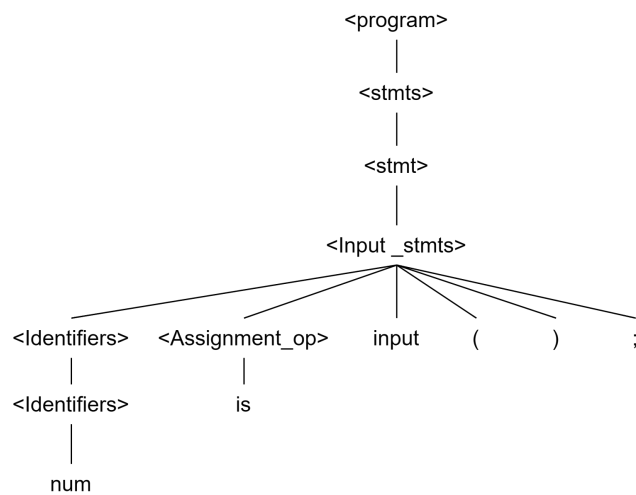 <program>
<stmts>
<stmt>
<Input _stmts>
<Identifiers> <Assignment_op> input ( ) ;
<Identifiers> is
num